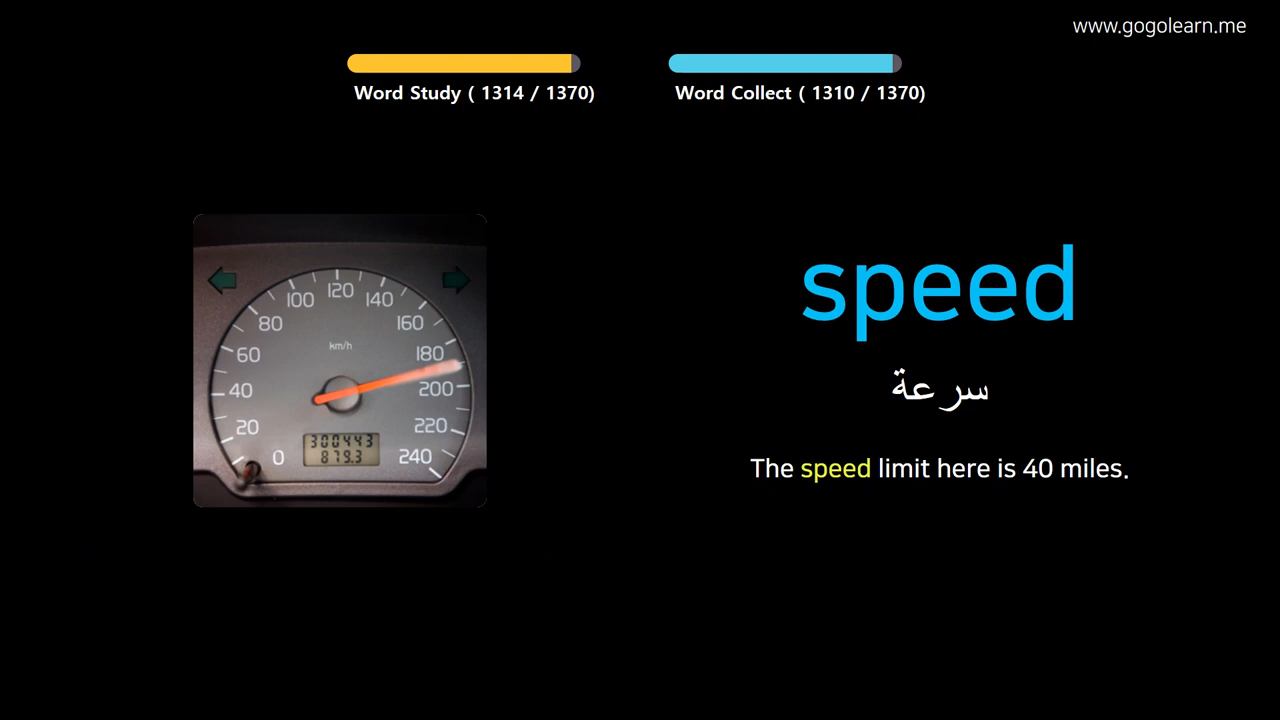 www.gogolearn.me
Word Study ( 1314 / 1370)
Word Collect ( 1310 / 1370)
100 120 140
80 160
km/h
60 180
40 200
20 220
0 240
300443
879.3
speed
سرعة
The speed limit here is 40 miles.